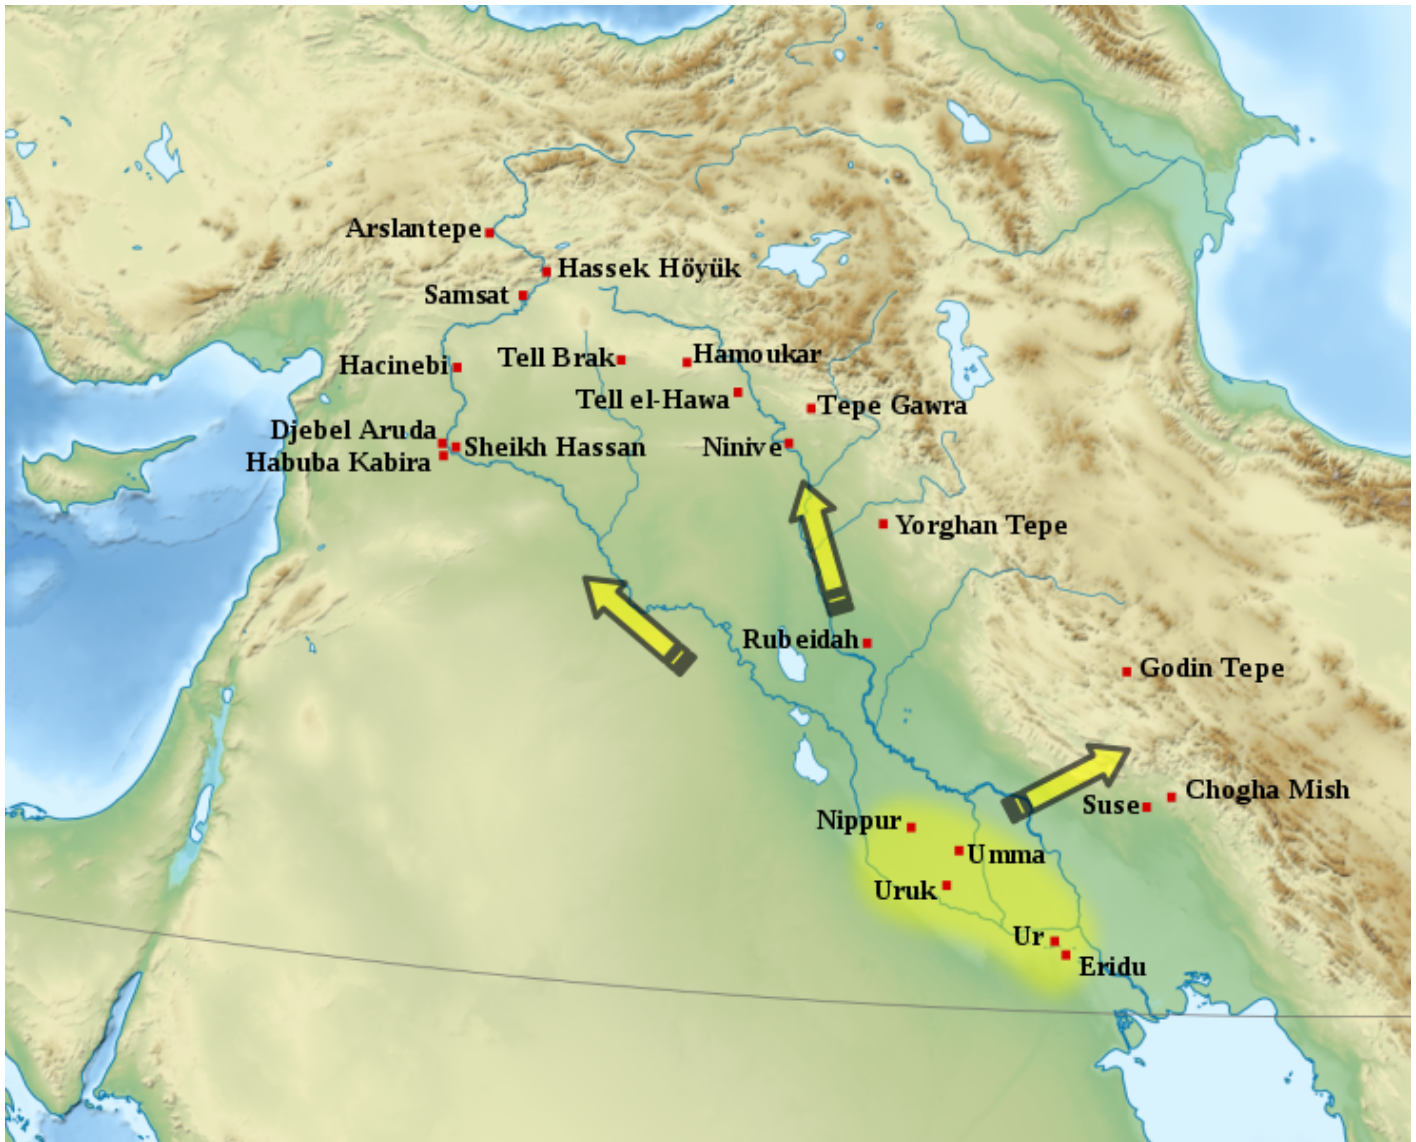 Arslantepe
Hassek Höyük
Samsat
Hacinebi
Tell Brak
Hamoukar
Tell el-Hawa
Tepe Gawra
Djebel Aruda
Sheikh Hassan
Ninive
Habuba Kabira
Yorghan Tepe
Rubeidah
Godin Tepe
Chogha Mish
Suse
Nippur
Umma
Uruk
Ur
Eridu